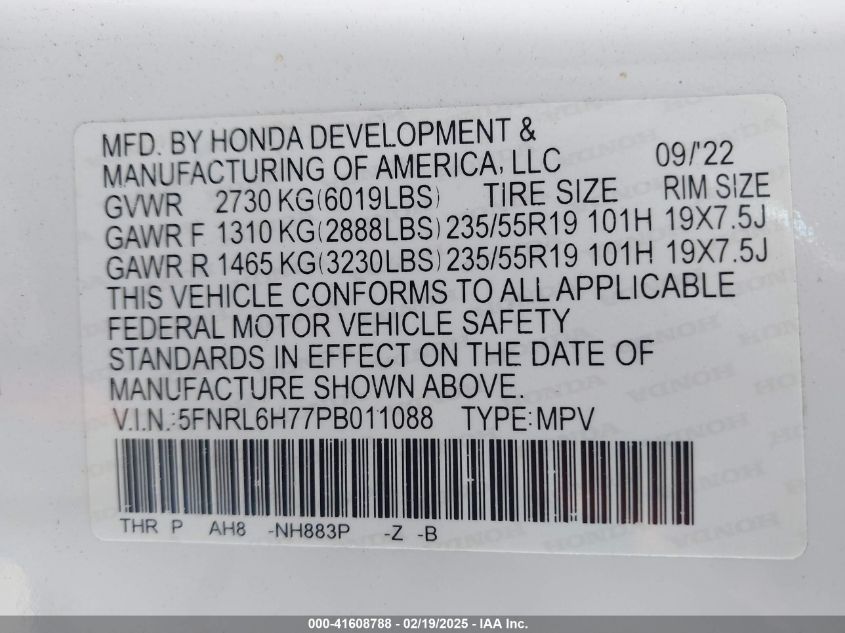 MFD. BY HONDA DEVELOPMENT &
MANUFACTURING OF AMERICA, LLC 09/'22
GVWR 2730 KG(6019LBS) TIRE SIZE RIM SIZE
GAWR F 1310 KG(2888LBS) 235/55R19 101H 19X7.5J
GAWR R 1465 KG(3230LBS) 235/55R19 101H 19X7.5J
THIS VEHICLE CONFORMS TO ALL APPLICABLE
FEDERAL MOTOR VEHICLE SAFETY
STANDARDS IN EFFECT ON THE DATE OF
MANUFACTURE SHOWN ABOVE.
V.I.N.:5FNRL6H77PB011088 TYPE:MPV
THR P AH8 -NH883P -Z -B
000-41608788 - 02/19/2025 - IAA Inc.